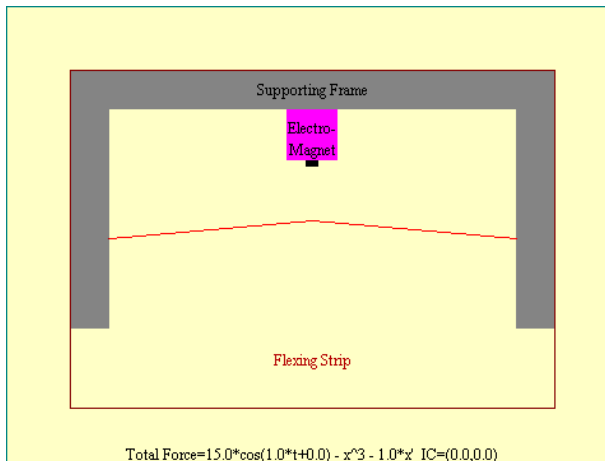 Supporting Frame
Electro-
Magnet
Flexing Strip
Total Force=15.0*cos(1.0*t+0.0) - x^3 - 1.0*x' IC=(0.0,0.0)